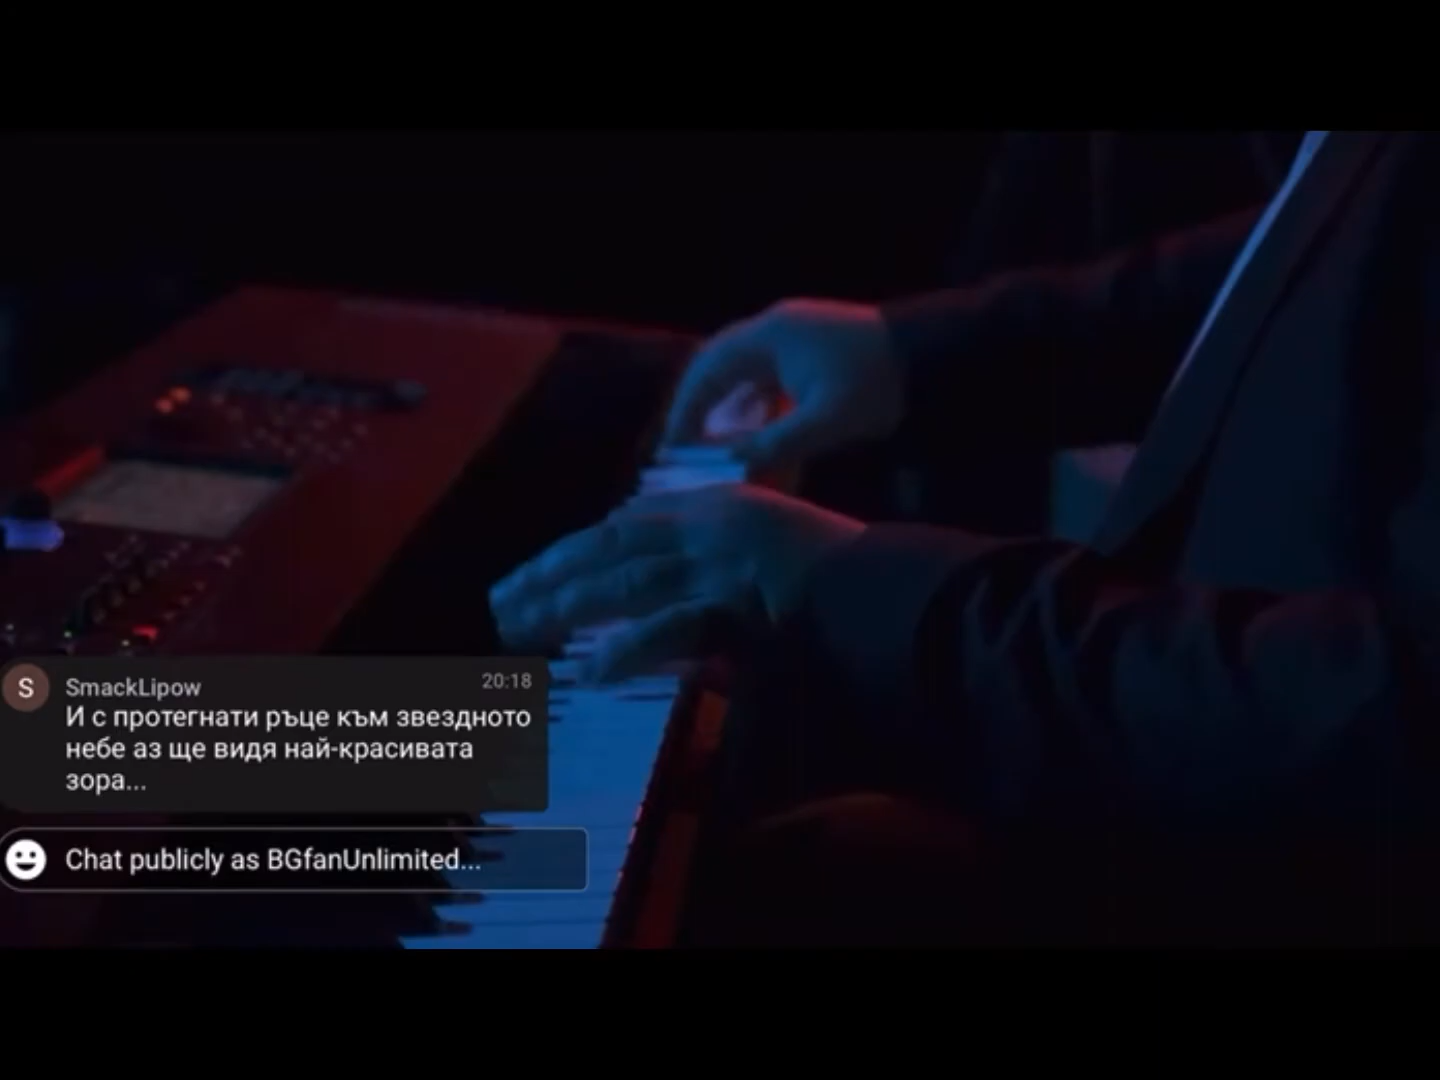 S
SmackLipow
20:18
И с протегнати ръце към звездното
небе аз ще видя най-красивата
зора...
Chat publicly as BGfanUnlimited...